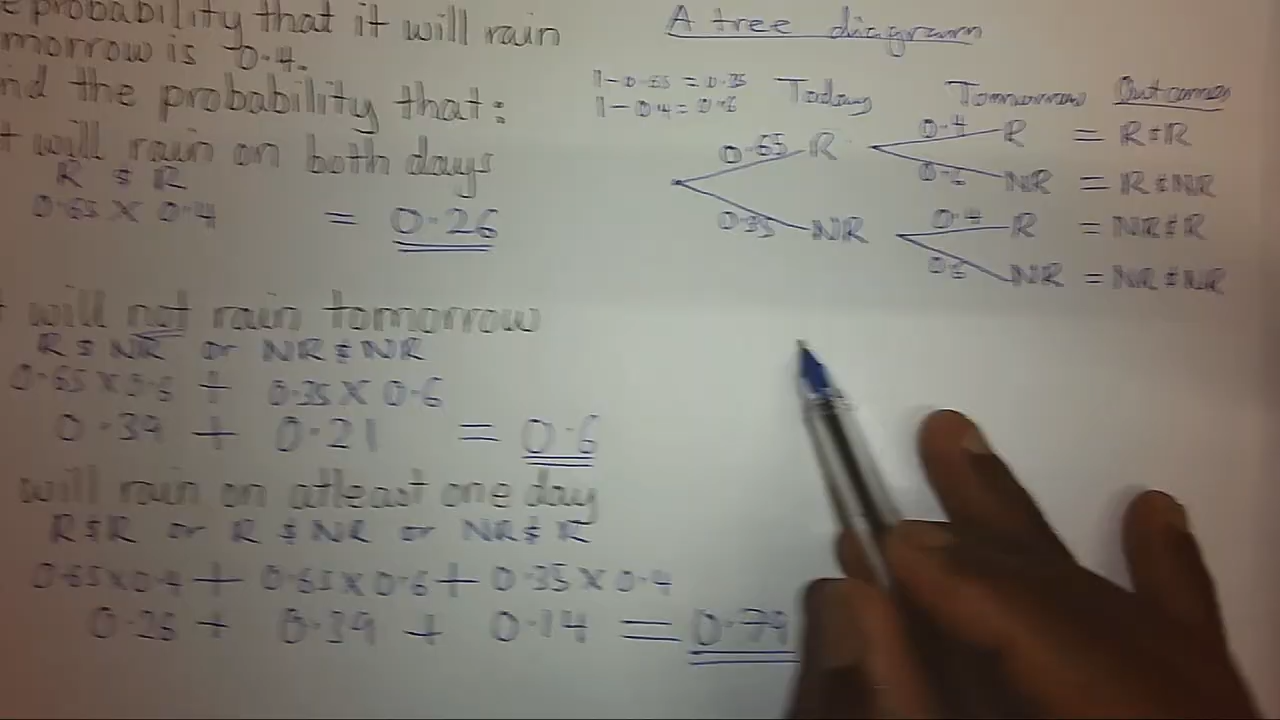 e probability that it will rain
morrow is 0.4.
nd the probability that:
t will rain on both days
R & R
0.65 X 0.4 = 0.26
will not rain tomorrow
R & NR or NR & NR
0.65 X 0.6 + 0.35 X 0.6
0.39 + 0.21 = 0.6
will rain on atleast one day
R & R or R & NR or NR & R
0.65 X 0.4 + 0.65 X 0.6 + 0.35 X 0.4
0.26 + 0.39 + 0.14 = 0.79
A tree diagram
1-0.65 = 0.35
1-0.4 = 0.6
Today Tomorrow Outcomes
0.65 R 0.4 R = R & R
0.6 NR = R & NR
0.35 NR 0.4 R = NR & R
0.6 NR = NR & NR